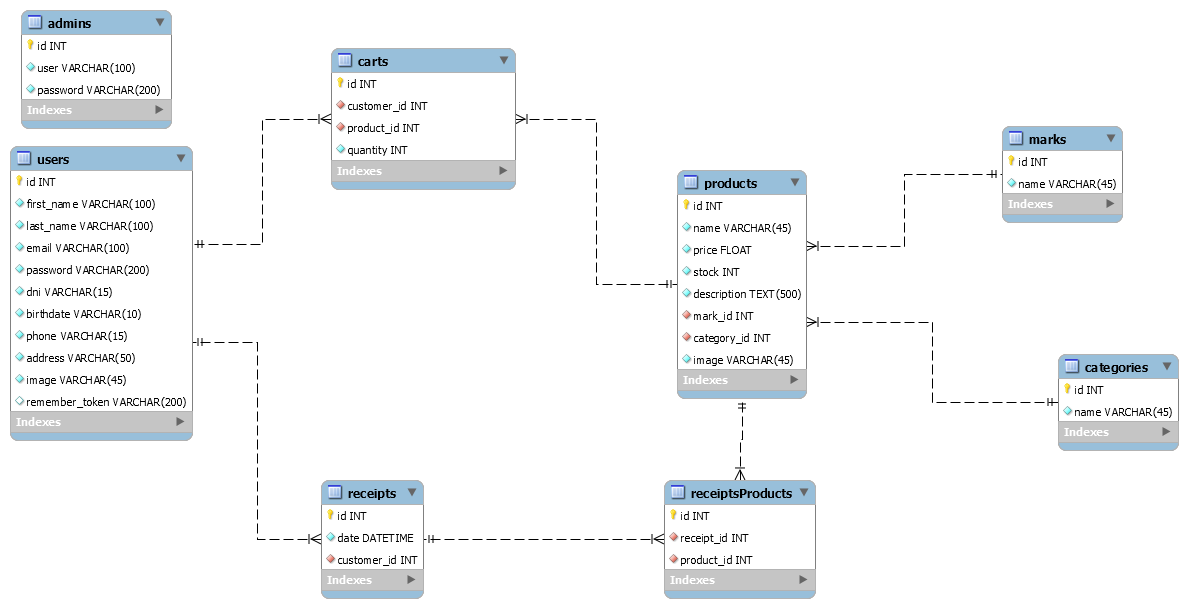 admins
id INT
user VARCHAR(100)
password VARCHAR(200)
Indexes
users
id INT
first_name VARCHAR(100)
last_name VARCHAR(100)
email VARCHAR(100)
password VARCHAR(200)
dni VARCHAR(15)
birthdate VARCHAR(10)
phone VARCHAR(15)
address VARCHAR(50)
image VARCHAR(45)
remember_token VARCHAR(200)
Indexes
carts
id INT
customer_id INT
product_id INT
quantity INT
Indexes
products
id INT
name VARCHAR(45)
price FLOAT
stock INT
description TEXT(500)
mark_id INT
category_id INT
image VARCHAR(45)
Indexes
marks
id INT
name VARCHAR(45)
Indexes
categories
id INT
name VARCHAR(45)
Indexes
receipts
id INT
date DATETIME
customer_id INT
Indexes
receiptsProducts
id INT
receipt_id INT
product_id INT
Indexes